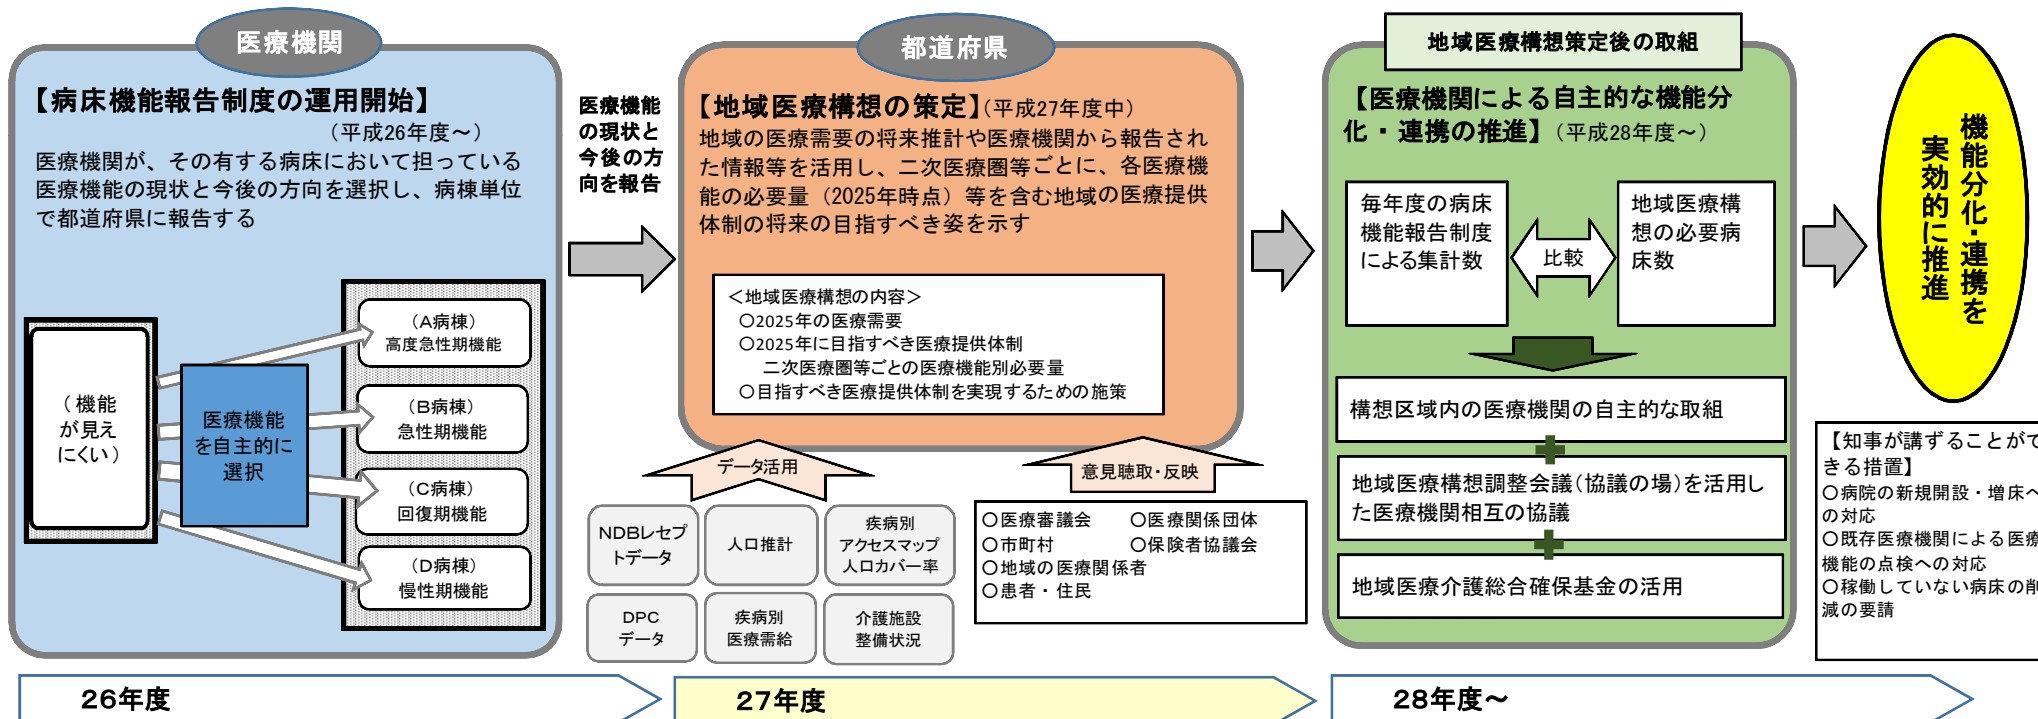 医療機関
【病床機能報告制度の運用開始】
（平成26年度～）
医療機関が、その有する病床において担っている
医療機能の現状と今後の方向を選択し、病棟単位
で都道府県に報告する
（機能
が見え
にくい）
医療機能
を自主的に
選択
（A病棟）
高度急性期機能
（B病棟）
急性期機能
（C病棟）
回復期機能
（D病棟）
慢性期機能
医療機能
の現状と
今後の方
向を報告
都道府県
【地域医療構想の策定】（平成27年度中）
地域の医療需要の将来推計や医療機関から報告され
た情報等を活用し、二次医療圏等ごとに、各医療機
能の必要量（2025年時点）等を含む地域の医療提供
体制の将来の目指すべき姿を示す
＜地域医療構想の内容＞
○2025年の医療需要
○2025年に目指すべき医療提供体制
二次医療圏等ごとの医療機能別必要量
○目指すべき医療提供体制を実現するための施策
データ活用
NDBレセプ
トデータ
人口推計
疾病別
アクセスマップ
人口カバー率
DPC
データ
疾病別
医療需給
介護施設
整備状況
意見聴取・反映
○医療審議会　○医療関係団体
○市町村　○保険者協議会
○地域の医療関係者
○患者・住民
地域医療構想策定後の取組
【医療機関による自主的な機能分
化・連携の推進】（平成28年度～）
毎年度の病床
機能報告制度
による集計数
比較
地域医療構
想の必要病
床数
構想区域内の医療機関の自主的な取組
地域医療構想調整会議（協議の場）を活用し
た医療機関相互の協議
地域医療介護総合確保基金の活用
機能分化・連携を
実効的に推進
【知事が講ずることがで
きる措置】
○病院の新規開設・増床へ
の対応
○既存医療機関による医療
機能の点検への対応
○稼働していない病床の削
減の要請
26年度
27年度
28年度～